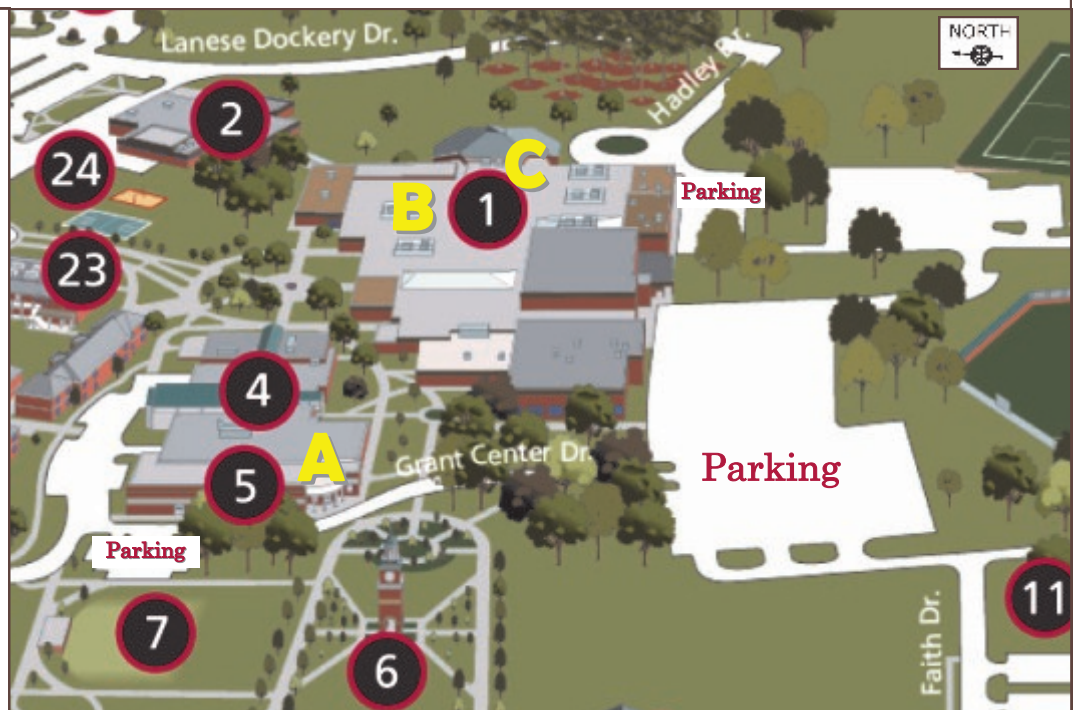 Lanese Dockery Dr.
NORTH
Hadley Dr.
2
24
C
Parking
B
1
23
4
A
Grant Center Dr.
Parking
5
Parking
11
7
Faith Dr.
6